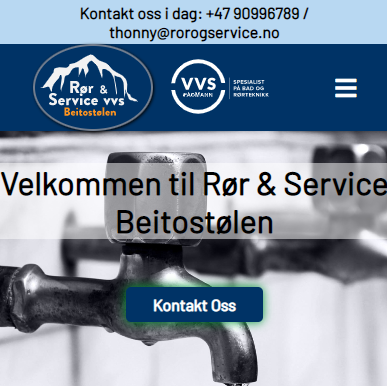 Kontakt oss i dag: +47 90996789 /
thonny@rorogservice.no
Rør &
Service vvs
Beitostølen
VVS
FAGMANN
SPESIALIST
PÅ BAD OG
RØRTEKNIKK
Velkommen til Rør & Service
Beitostølen
Kontakt Oss